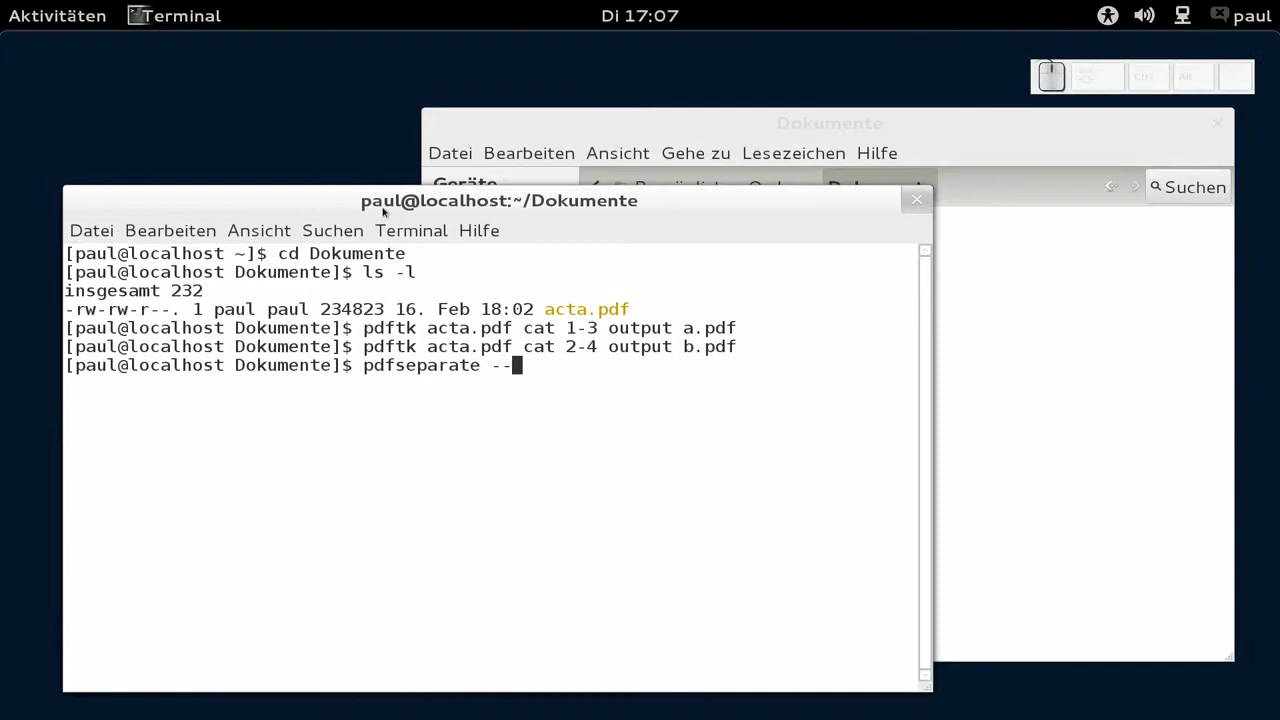 Aktivitäten Terminal Di 17:07 paul
Ctrl Alt
Dokumente
Datei Bearbeiten Ansicht Gehe zu Lesezeichen Hilfe
Geräte Suchen
paul@localhost:~/Dokumente
Datei Bearbeiten Ansicht Suchen Terminal Hilfe
[paul@localhost ~]$ cd Dokumente
[paul@localhost Dokumente]$ ls -l
insgesamt 232
-rw-rw-r--. 1 paul paul 234823 16. Feb 18:02 acta.pdf
[paul@localhost Dokumente]$ pdftk acta.pdf cat 1-3 output a.pdf
[paul@localhost Dokumente]$ pdftk acta.pdf cat 2-4 output b.pdf
[paul@localhost Dokumente]$ pdfseparate --